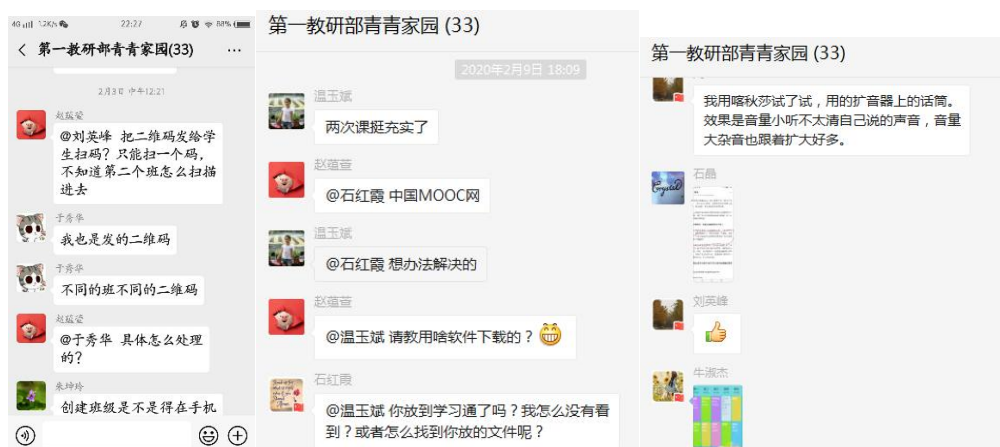 4G 1.2K/s 22:27 88%
第一教研部青青家园(33) ...
2月3日 中午12:21
赵蕴萱
@刘英峰 把二维码发给学
生扫码？只能扫一个码，
不知道第二个班怎么扫描
进去
于秀华
我也是发的二维码
于秀华
不同的班不同的二维码
赵蕴萱
@于秀华 具体怎么处理
的？
朱坤玲
创建班级是不是得在手机
第一教研部青青家园 (33)
2020年2月9日 18:09
温玉斌
两次课挺充实了
赵蕴萱
@石红霞 中国MOOC网
温玉斌
@石红霞 想办法解决的
赵蕴萱
@温玉斌 请教用啥软件下载的？
石红霞
@温玉斌 你放到学习通了吗？我怎么没有看
到？或者怎么找到你放的文件呢？
第一教研部青青家园 (33)
我用喀秋莎试了试，用的扩音器上的话筒。
效果是音量小听不太清自己说的声音，音量
大杂音也跟着扩大好多。
石晶
Crystal
刘英峰
牛淑杰